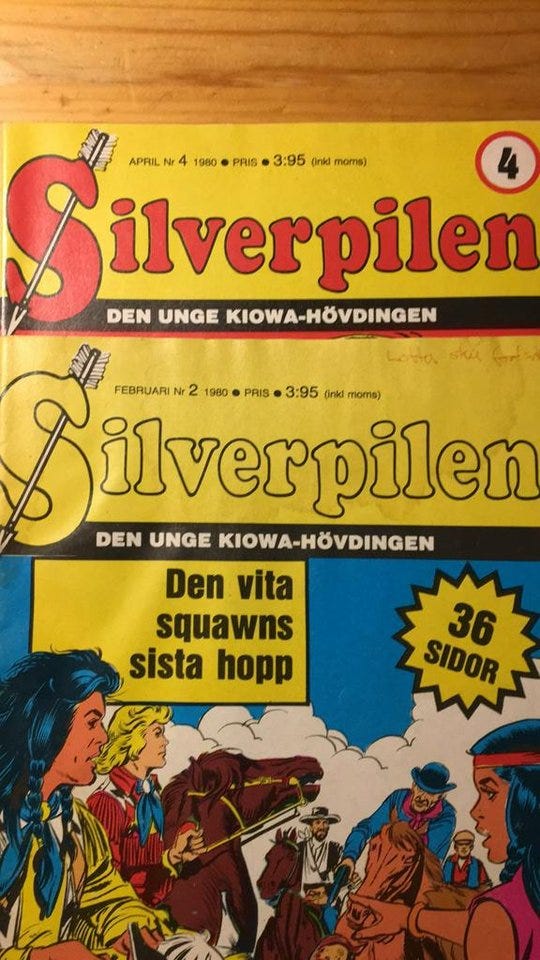 APRIL Nr 4 1980 ● PRIS ● 3:95 (inkl moms)
4
Silverpilen
DEN UNGE KIOWA-HÖVDINGEN
FEBRUARI Nr 2 1980 ● PRIS ● 3:95 (inkl moms)
Silverpilen
DEN UNGE KIOWA-HÖVDINGEN
Den vita
squawns
sista hopp
36
SIDOR